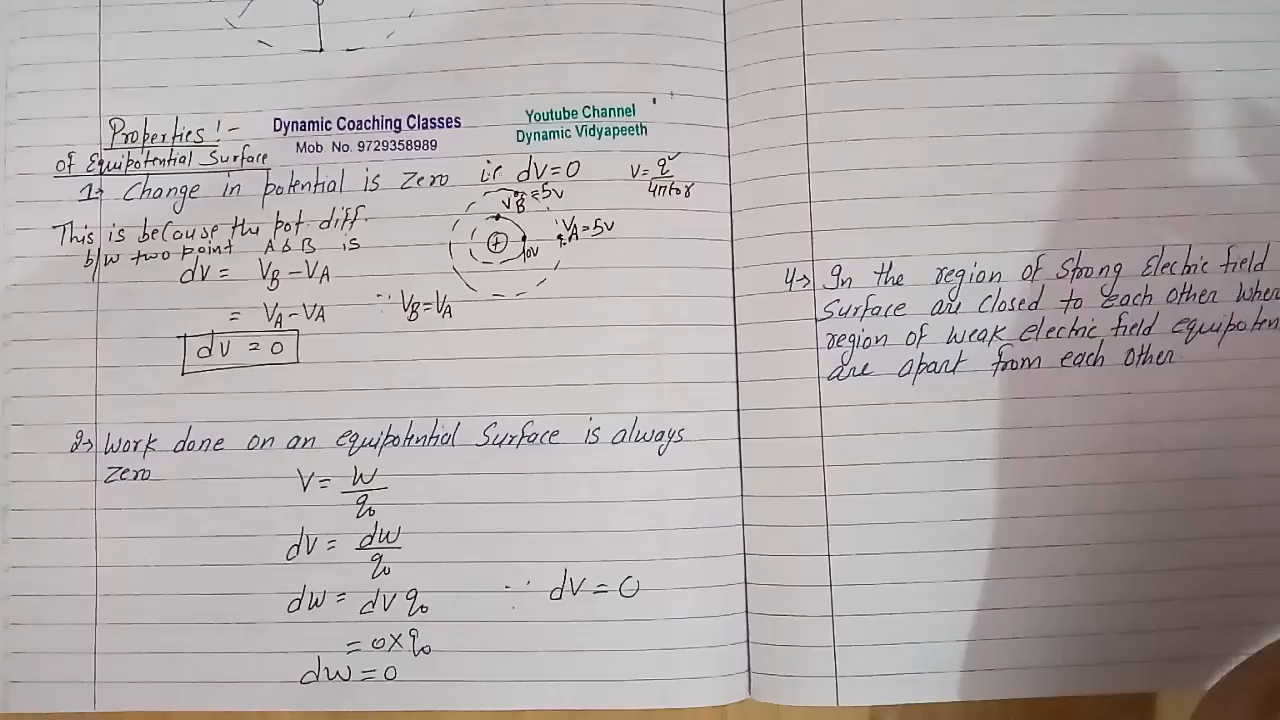 Properties :-
of Equipotential Surface
Dynamic Coaching Classes
Mob No. 9729358989
Youtube Channel
Dynamic Vidyapeeth
1→ Change in potential is zero i.e dv=0
V= q / 4π∈0r
This is because the pot. diff.
b/w two point A & B is
VB=5v
VA=5v
10v
+
dv = VB - VA
= VA - VA ∵ VB=VA
dv = 0
2→ Work done on an equipotential Surface is always
zero
V= W / q0
dv = dw / q0
dw = dv q0 ∵ dv = 0
= 0×q0
dw = 0
4→ In the region of Strong Electric field
Surface are closed to each other Wher
region of weak electric field equipoten
are apart from each other.